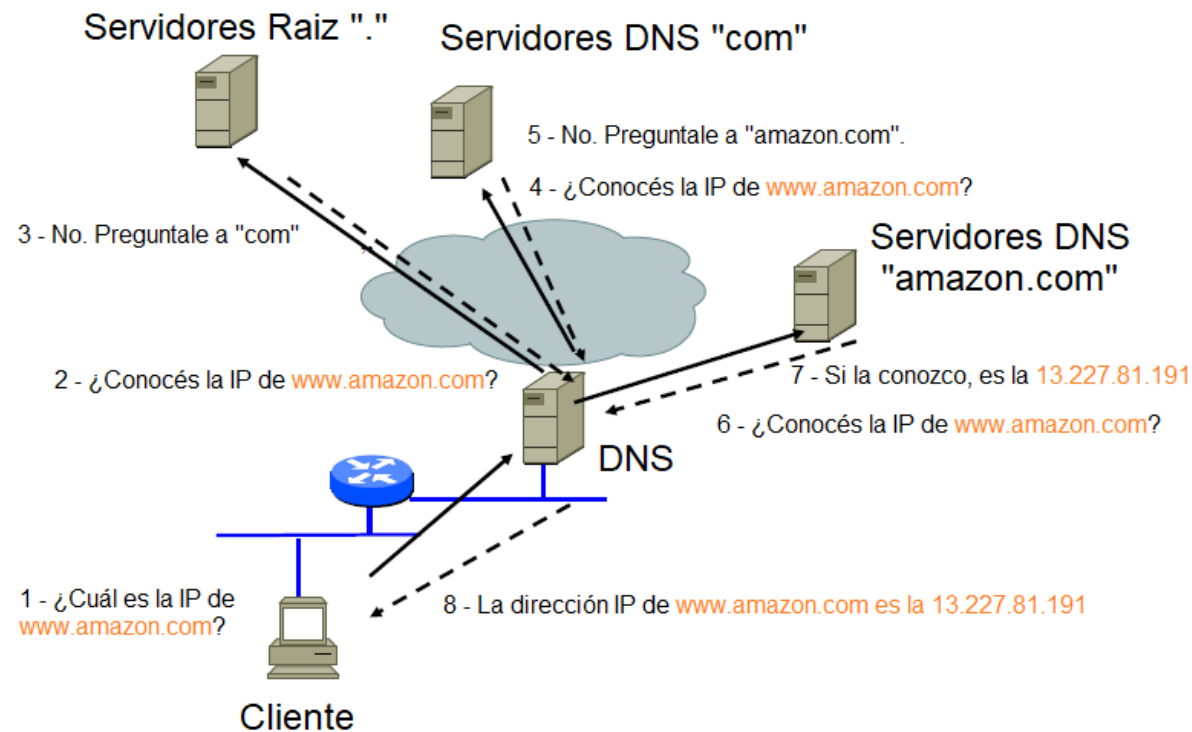 Servidores Raiz "."
Servidores DNS "com"
5 - No. Preguntale a "amazon.com".
4 - ¿Conocés la IP de www.amazon.com?
3 - No. Preguntale a "com"
Servidores DNS
"amazon.com"
2 - ¿Conocés la IP de www.amazon.com?
7 - Si la conozco, es la 13.227.81.191
6 - ¿Conocés la IP de www.amazon.com?
DNS
1 - ¿Cuál es la IP de
www.amazon.com?
8 - La dirección IP de www.amazon.com es la 13.227.81.191
Cliente